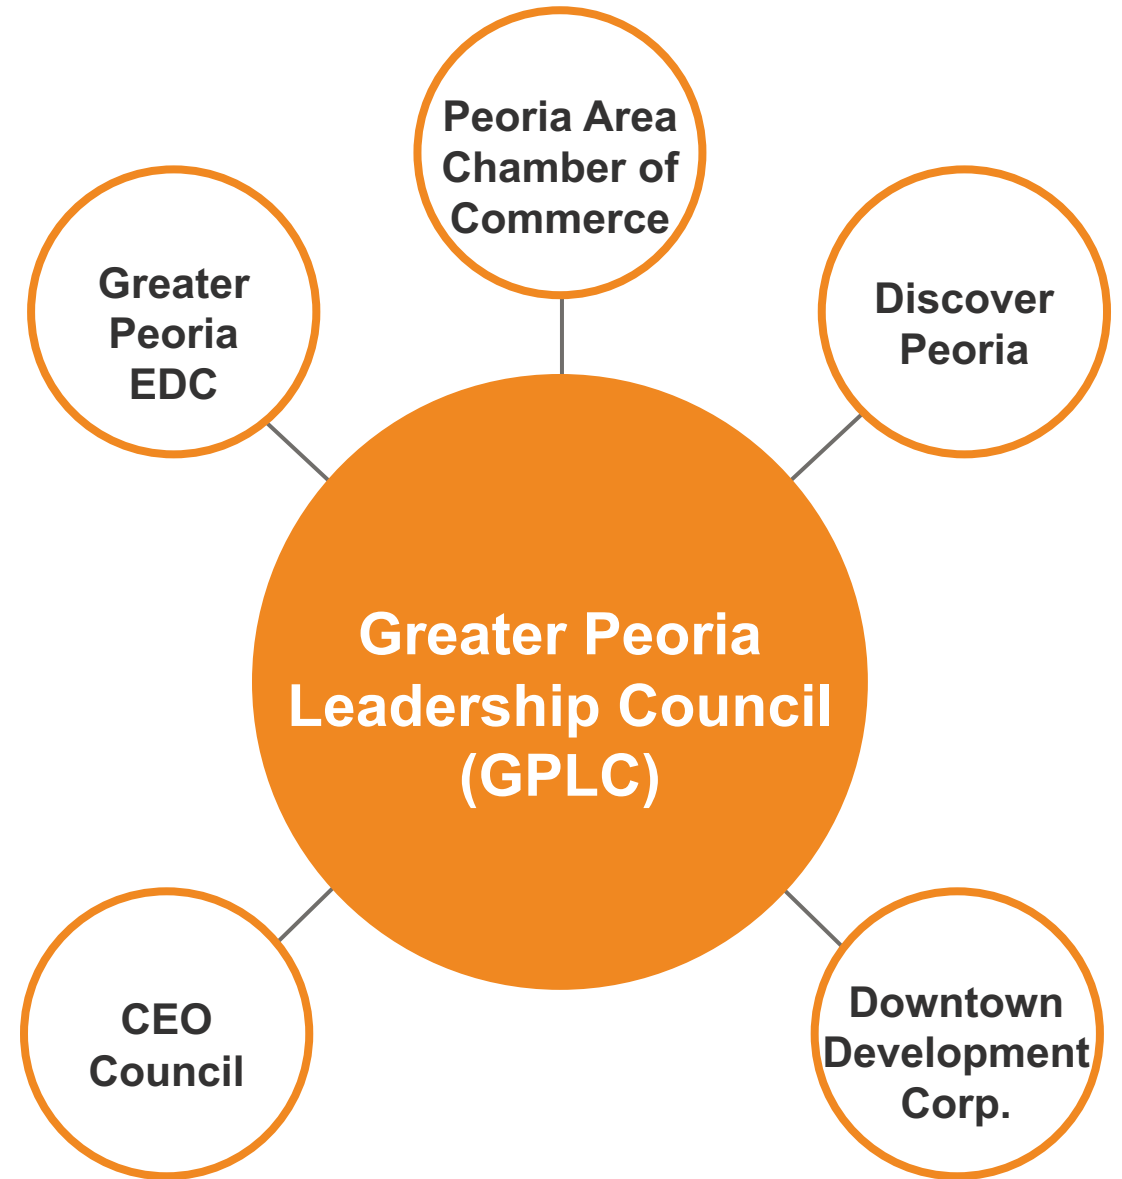 Peoria Area
Chamber of
Commerce
Greater
Peoria
EDC
Discover
Peoria
Greater Peoria
Leadership Council
(GPLC)
CEO
Council
Downtown
Development
Corp.